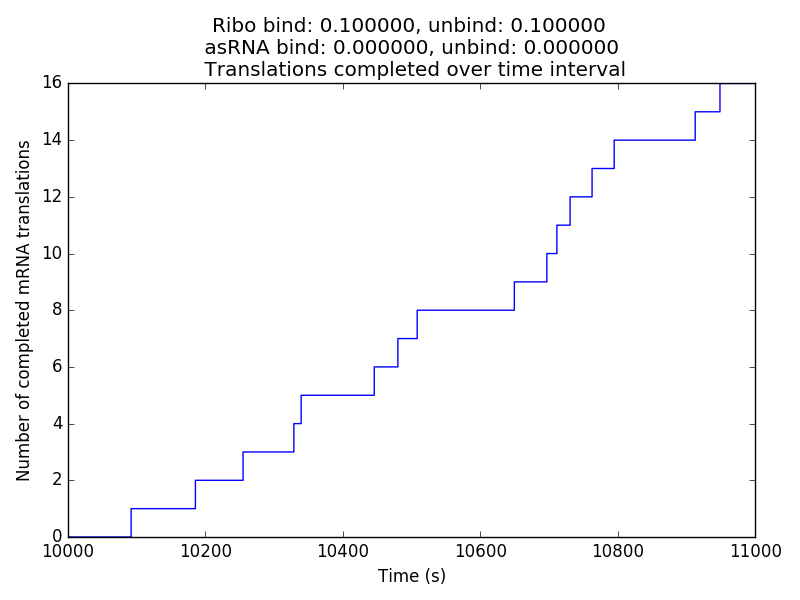 Ribo bind: 0.100000, unbind: 0.100000
asRNA bind: 0.000000, unbind: 0.000000
Translations completed over time interval
Number of completed mRNA translations
16
14
12
10
8
6
4
2
0
10000 10200 10400 10600 10800 11000
Time (s)